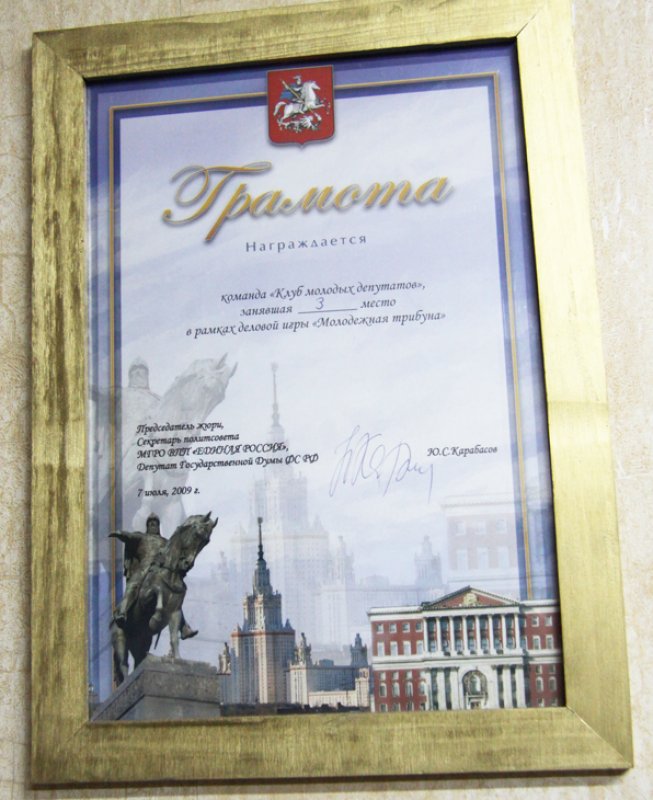 Грамота
Награждается
команда «Клуб молодых депутатов»,
занявшая 3 место
в рамках деловой игры «Молодежная трибуна»
Председатель жюри,
Секретарь политсовета
МГРО ВПП «ЕДИНАЯ РОССИЯ»,
Депутат Государственной Думы ФС РФ
Ю.С.Карабасов
7 июля, 2009 г.